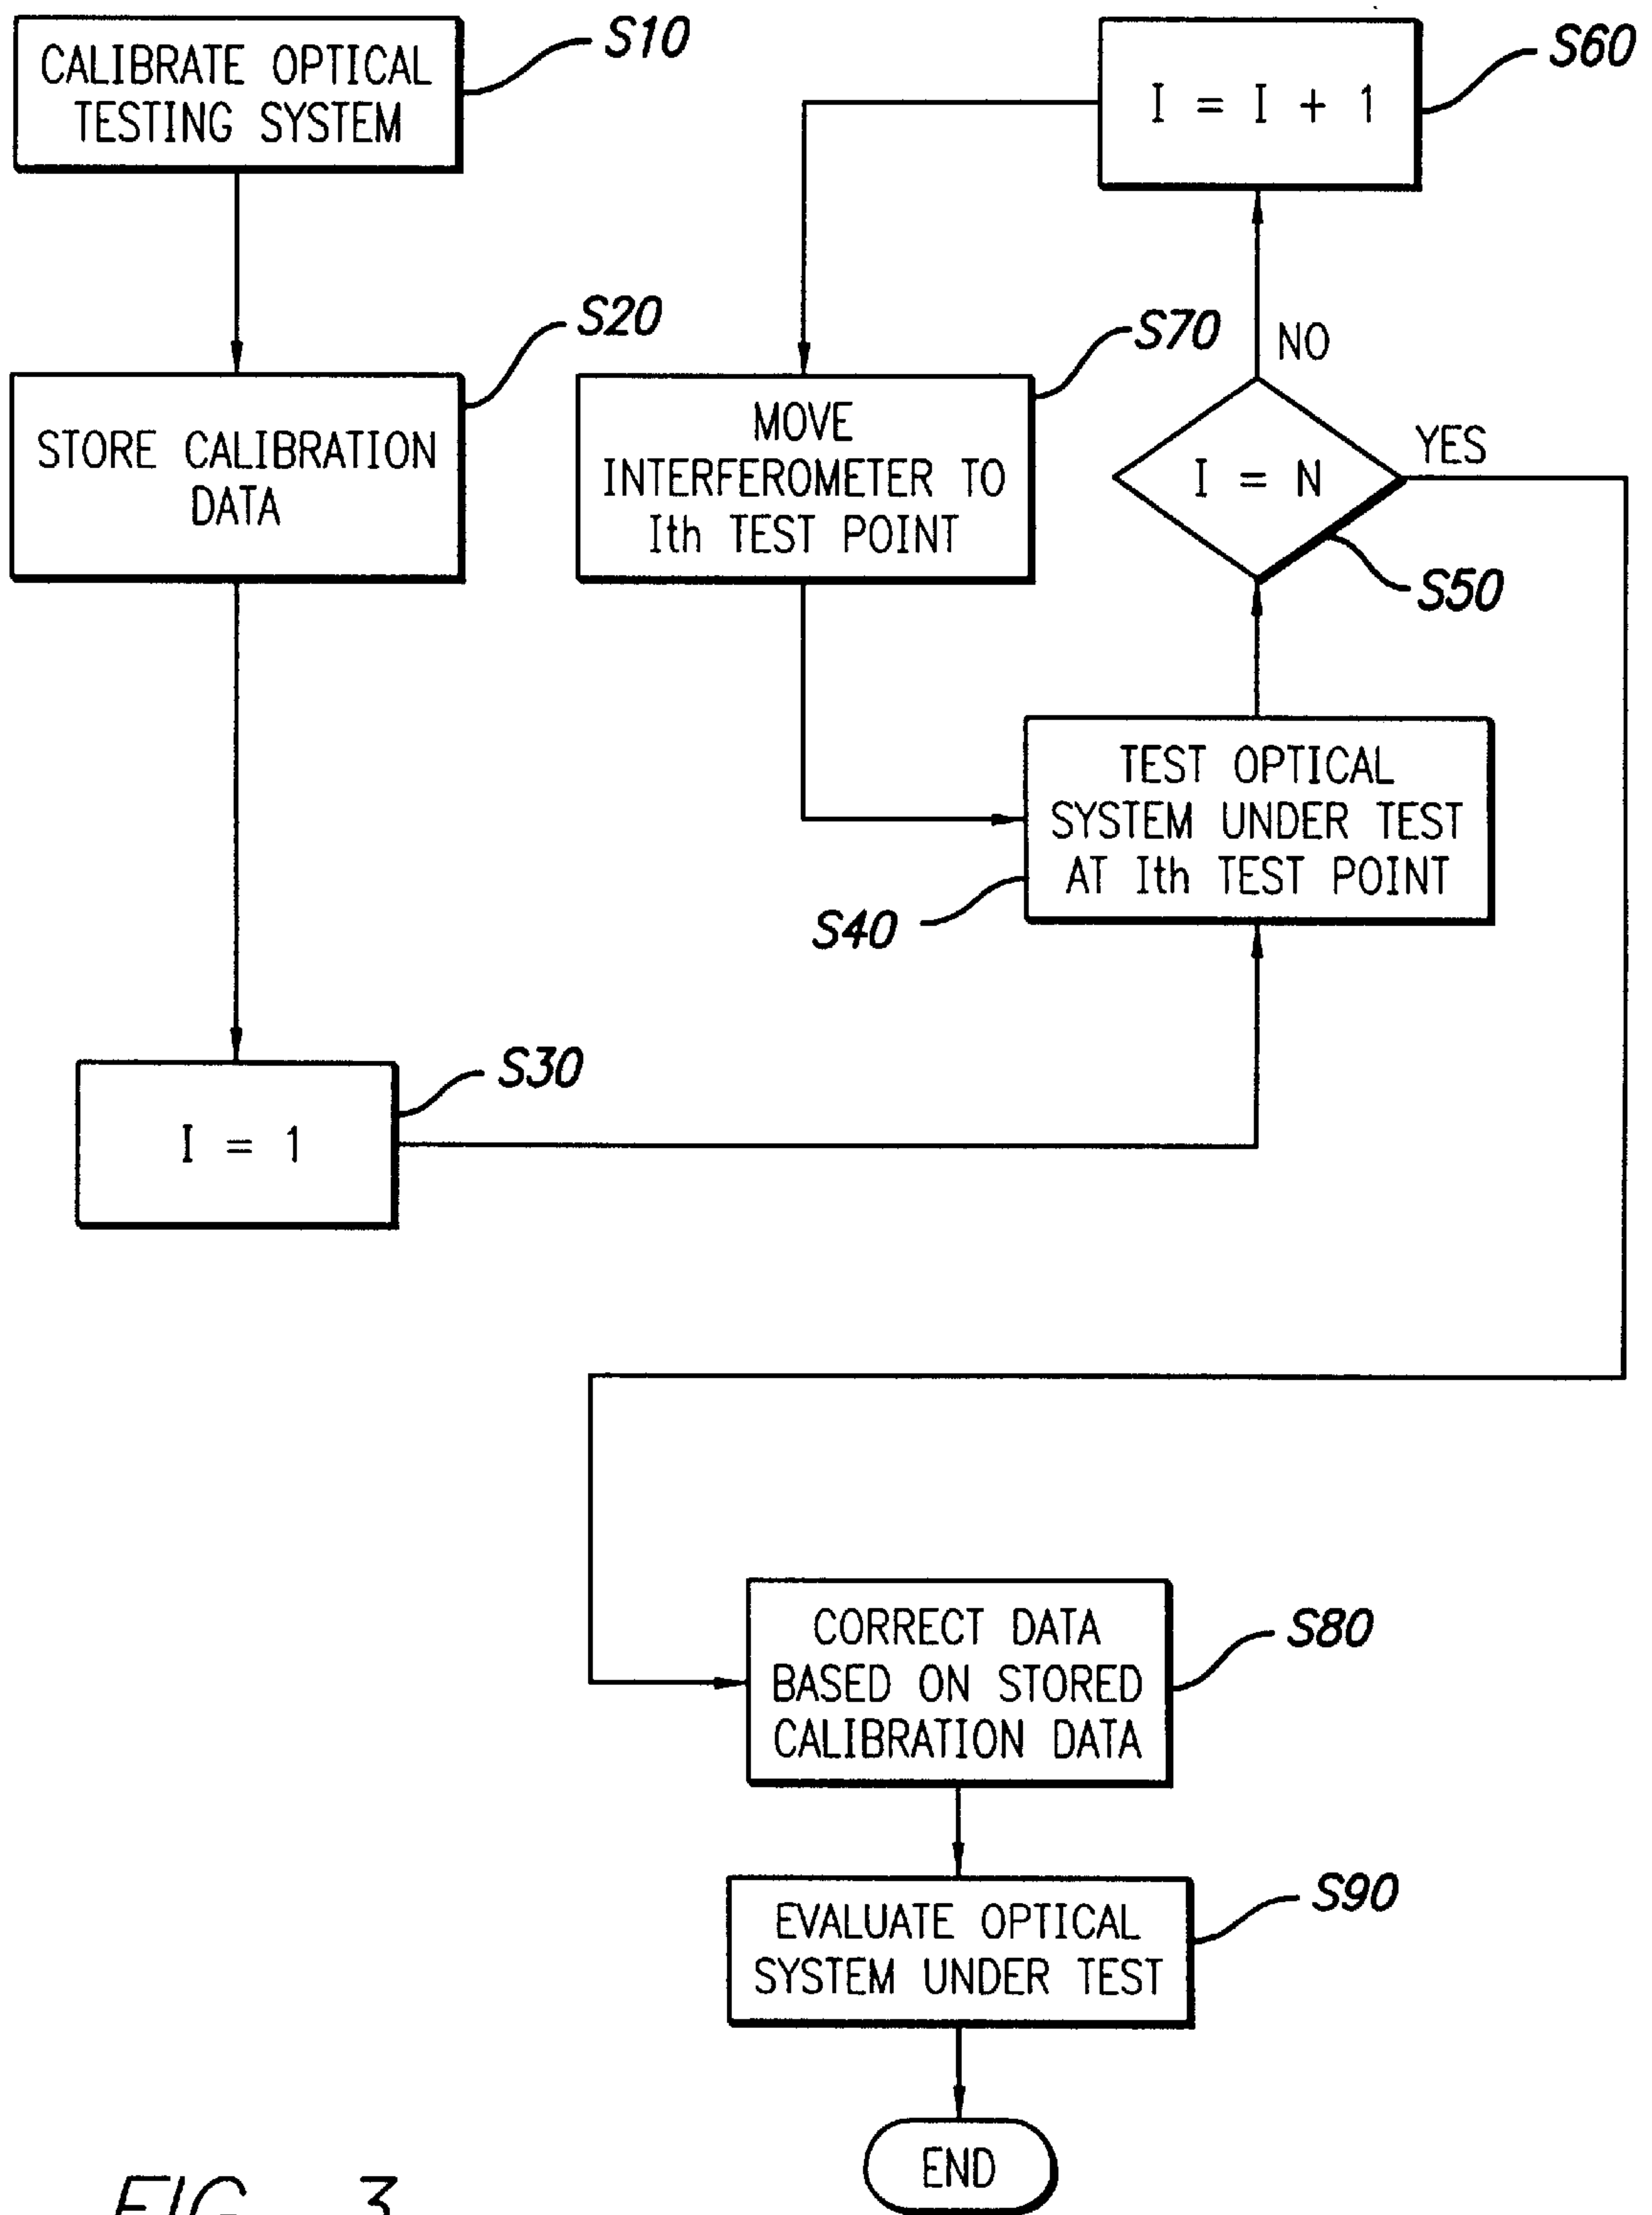 CALIBRATE OPTICAL
TESTING SYSTEM
S10
STORE CALIBRATION
DATA
S20
I = 1
S30
I = I + 1
S60
MOVE
INTERFEROMETER TO
Ith TEST POINT
S70
NO
I = N
YES
S50
TEST OPTICAL
SYSTEM UNDER TEST
AT Ith TEST POINT
S40
CORRECT DATA
BASED ON STORED
CALIBRATION DATA
S80
EVALUATE OPTICAL
SYSTEM UNDER TEST
S90
END
FIG. 3